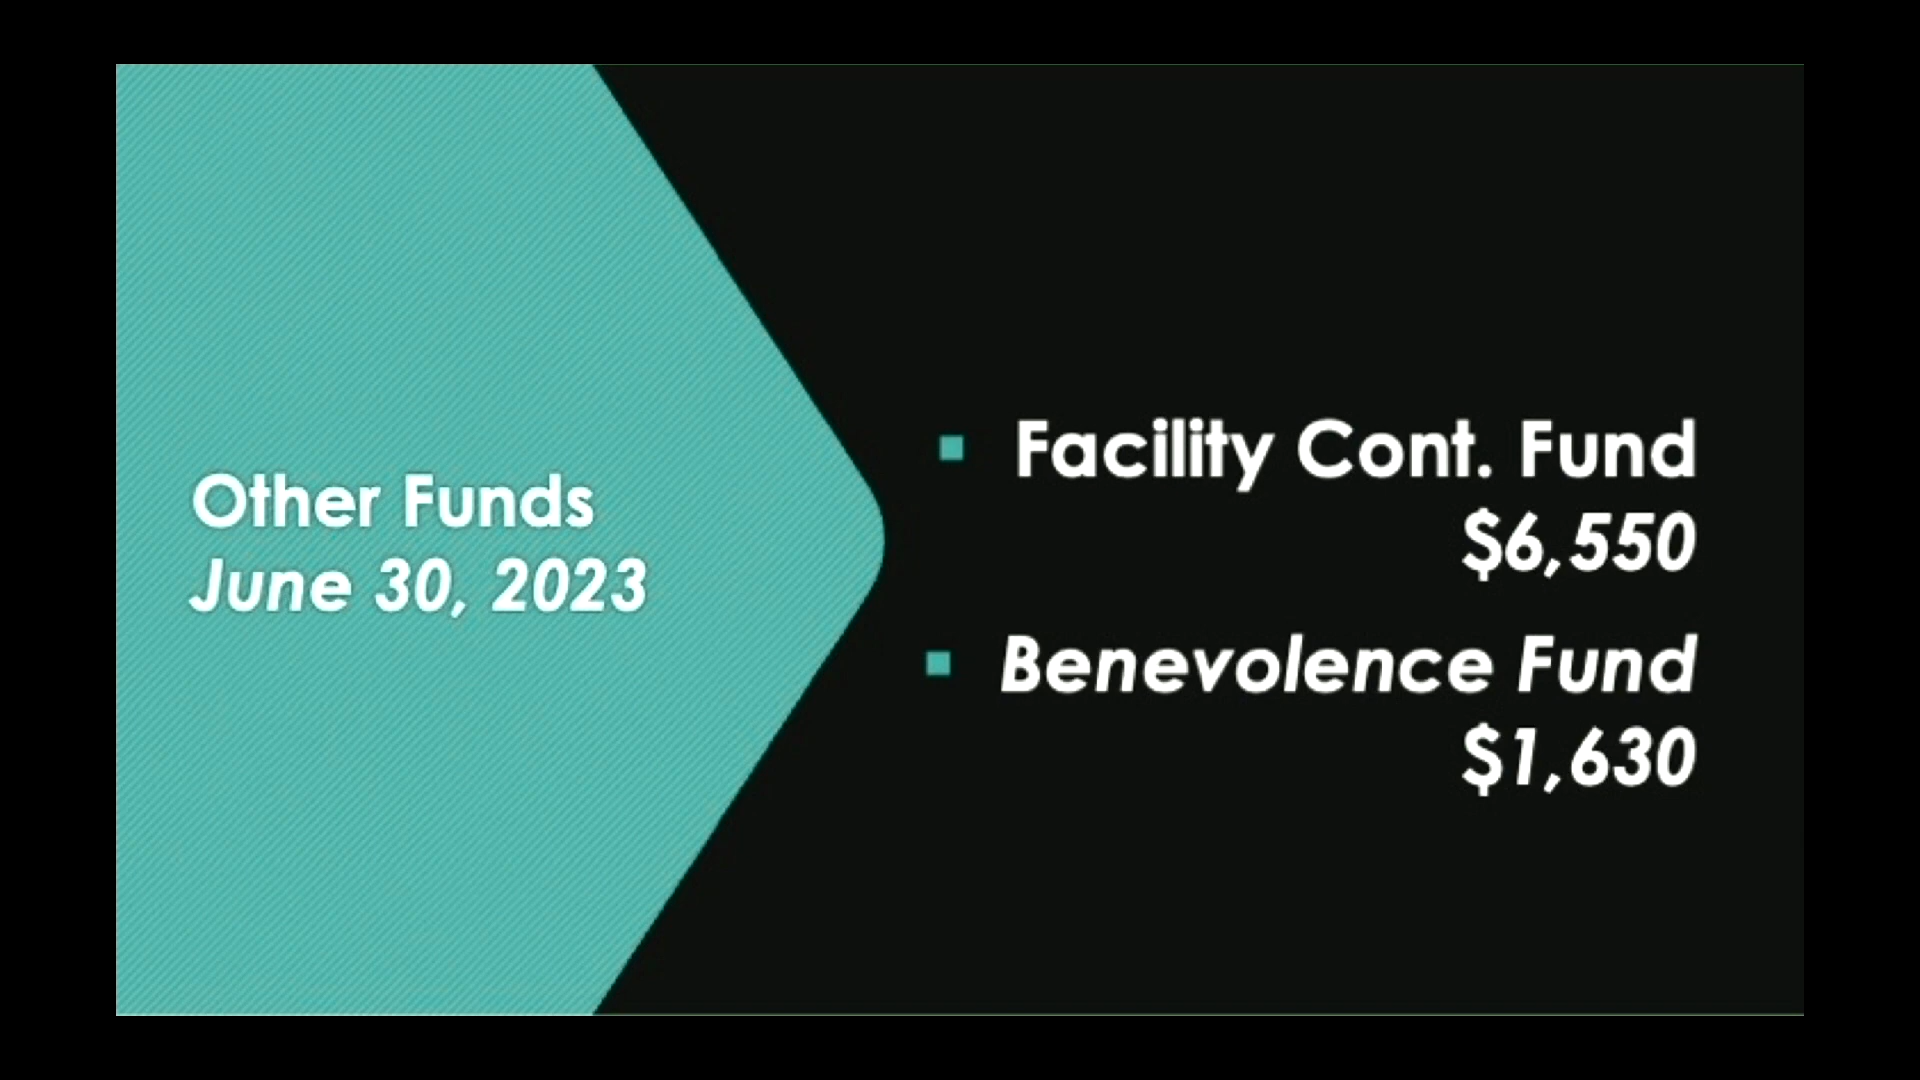 Other Funds
June 30, 2023
Facility Cont. Fund
$6,550
Benevolence Fund
$1,630